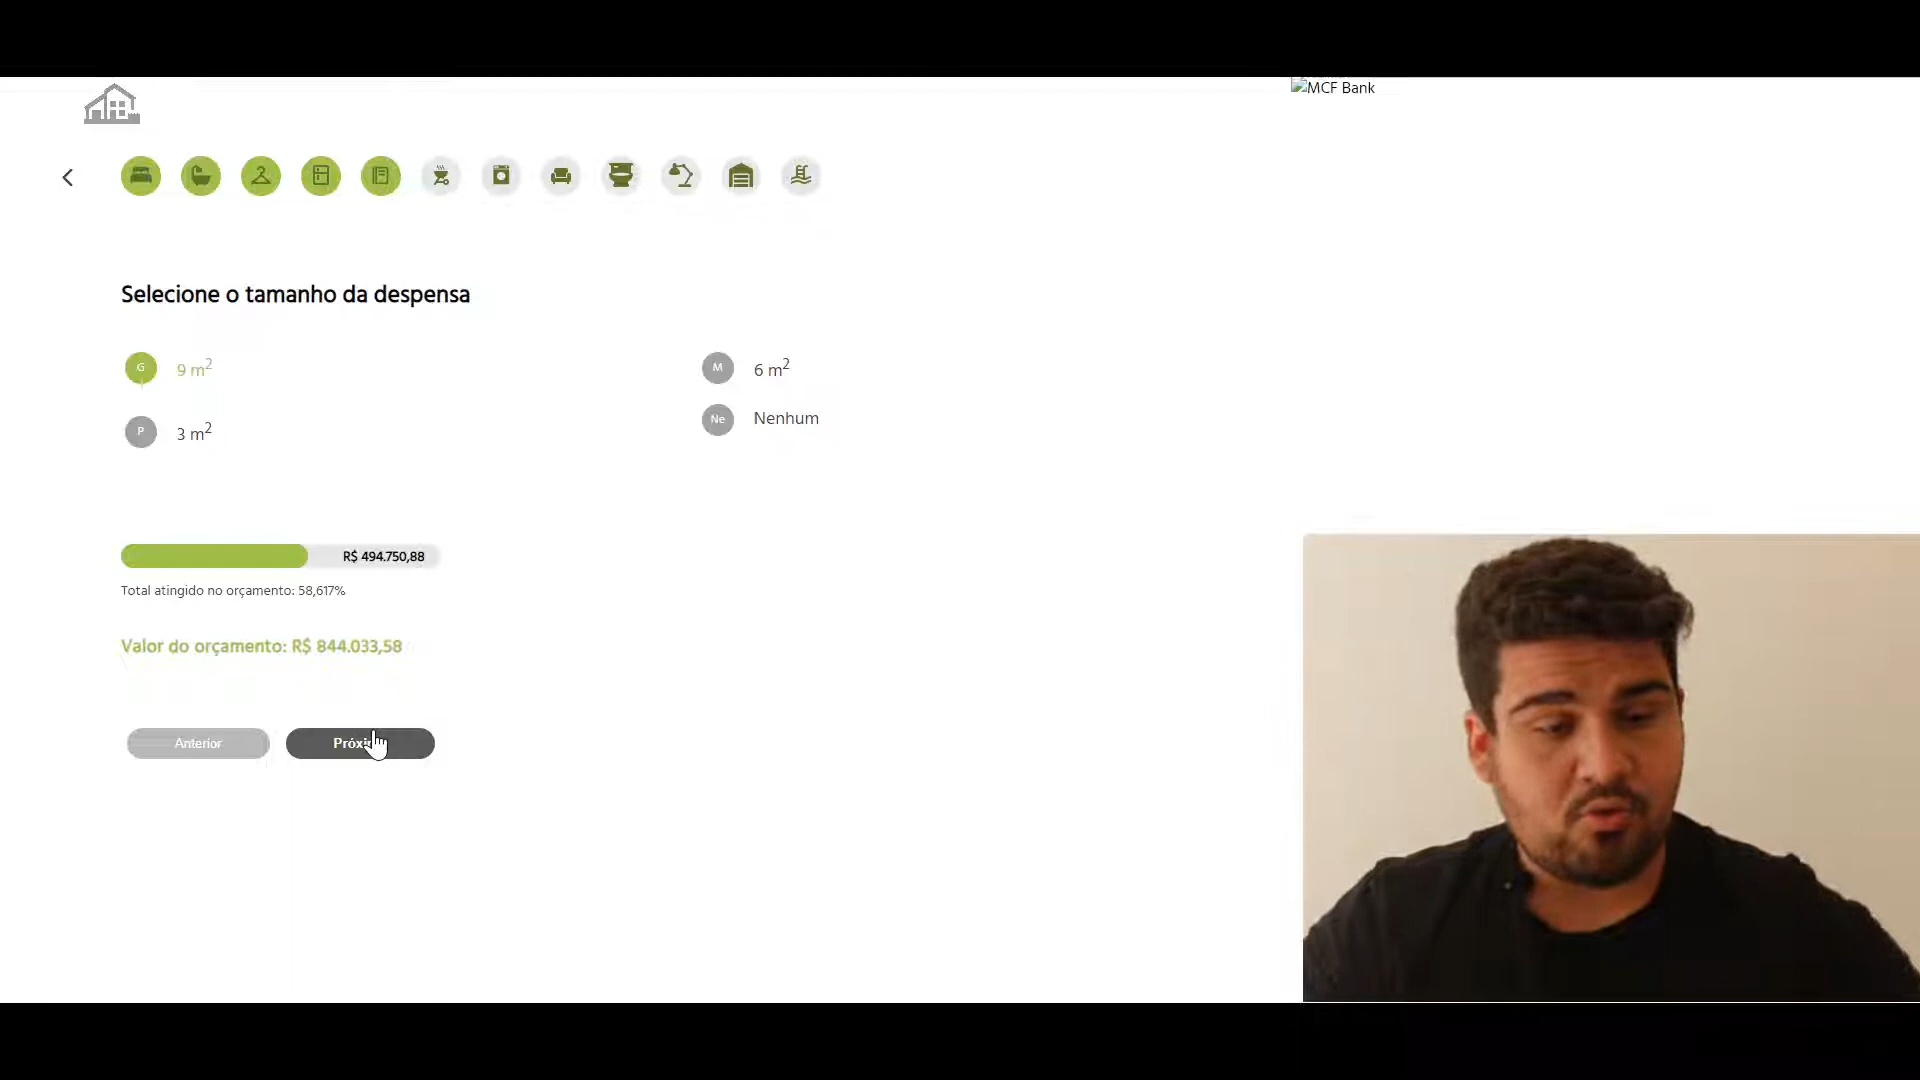 MCF Bank
Selecione o tamanho da despensa
G 9 m²
M 6 m²
P 3 m²
Ne Nenhum
R$ 494.750,88
Total atingido no orçamento: 58,617%
Valor do orçamento: R$ 844.033,58
Anterior